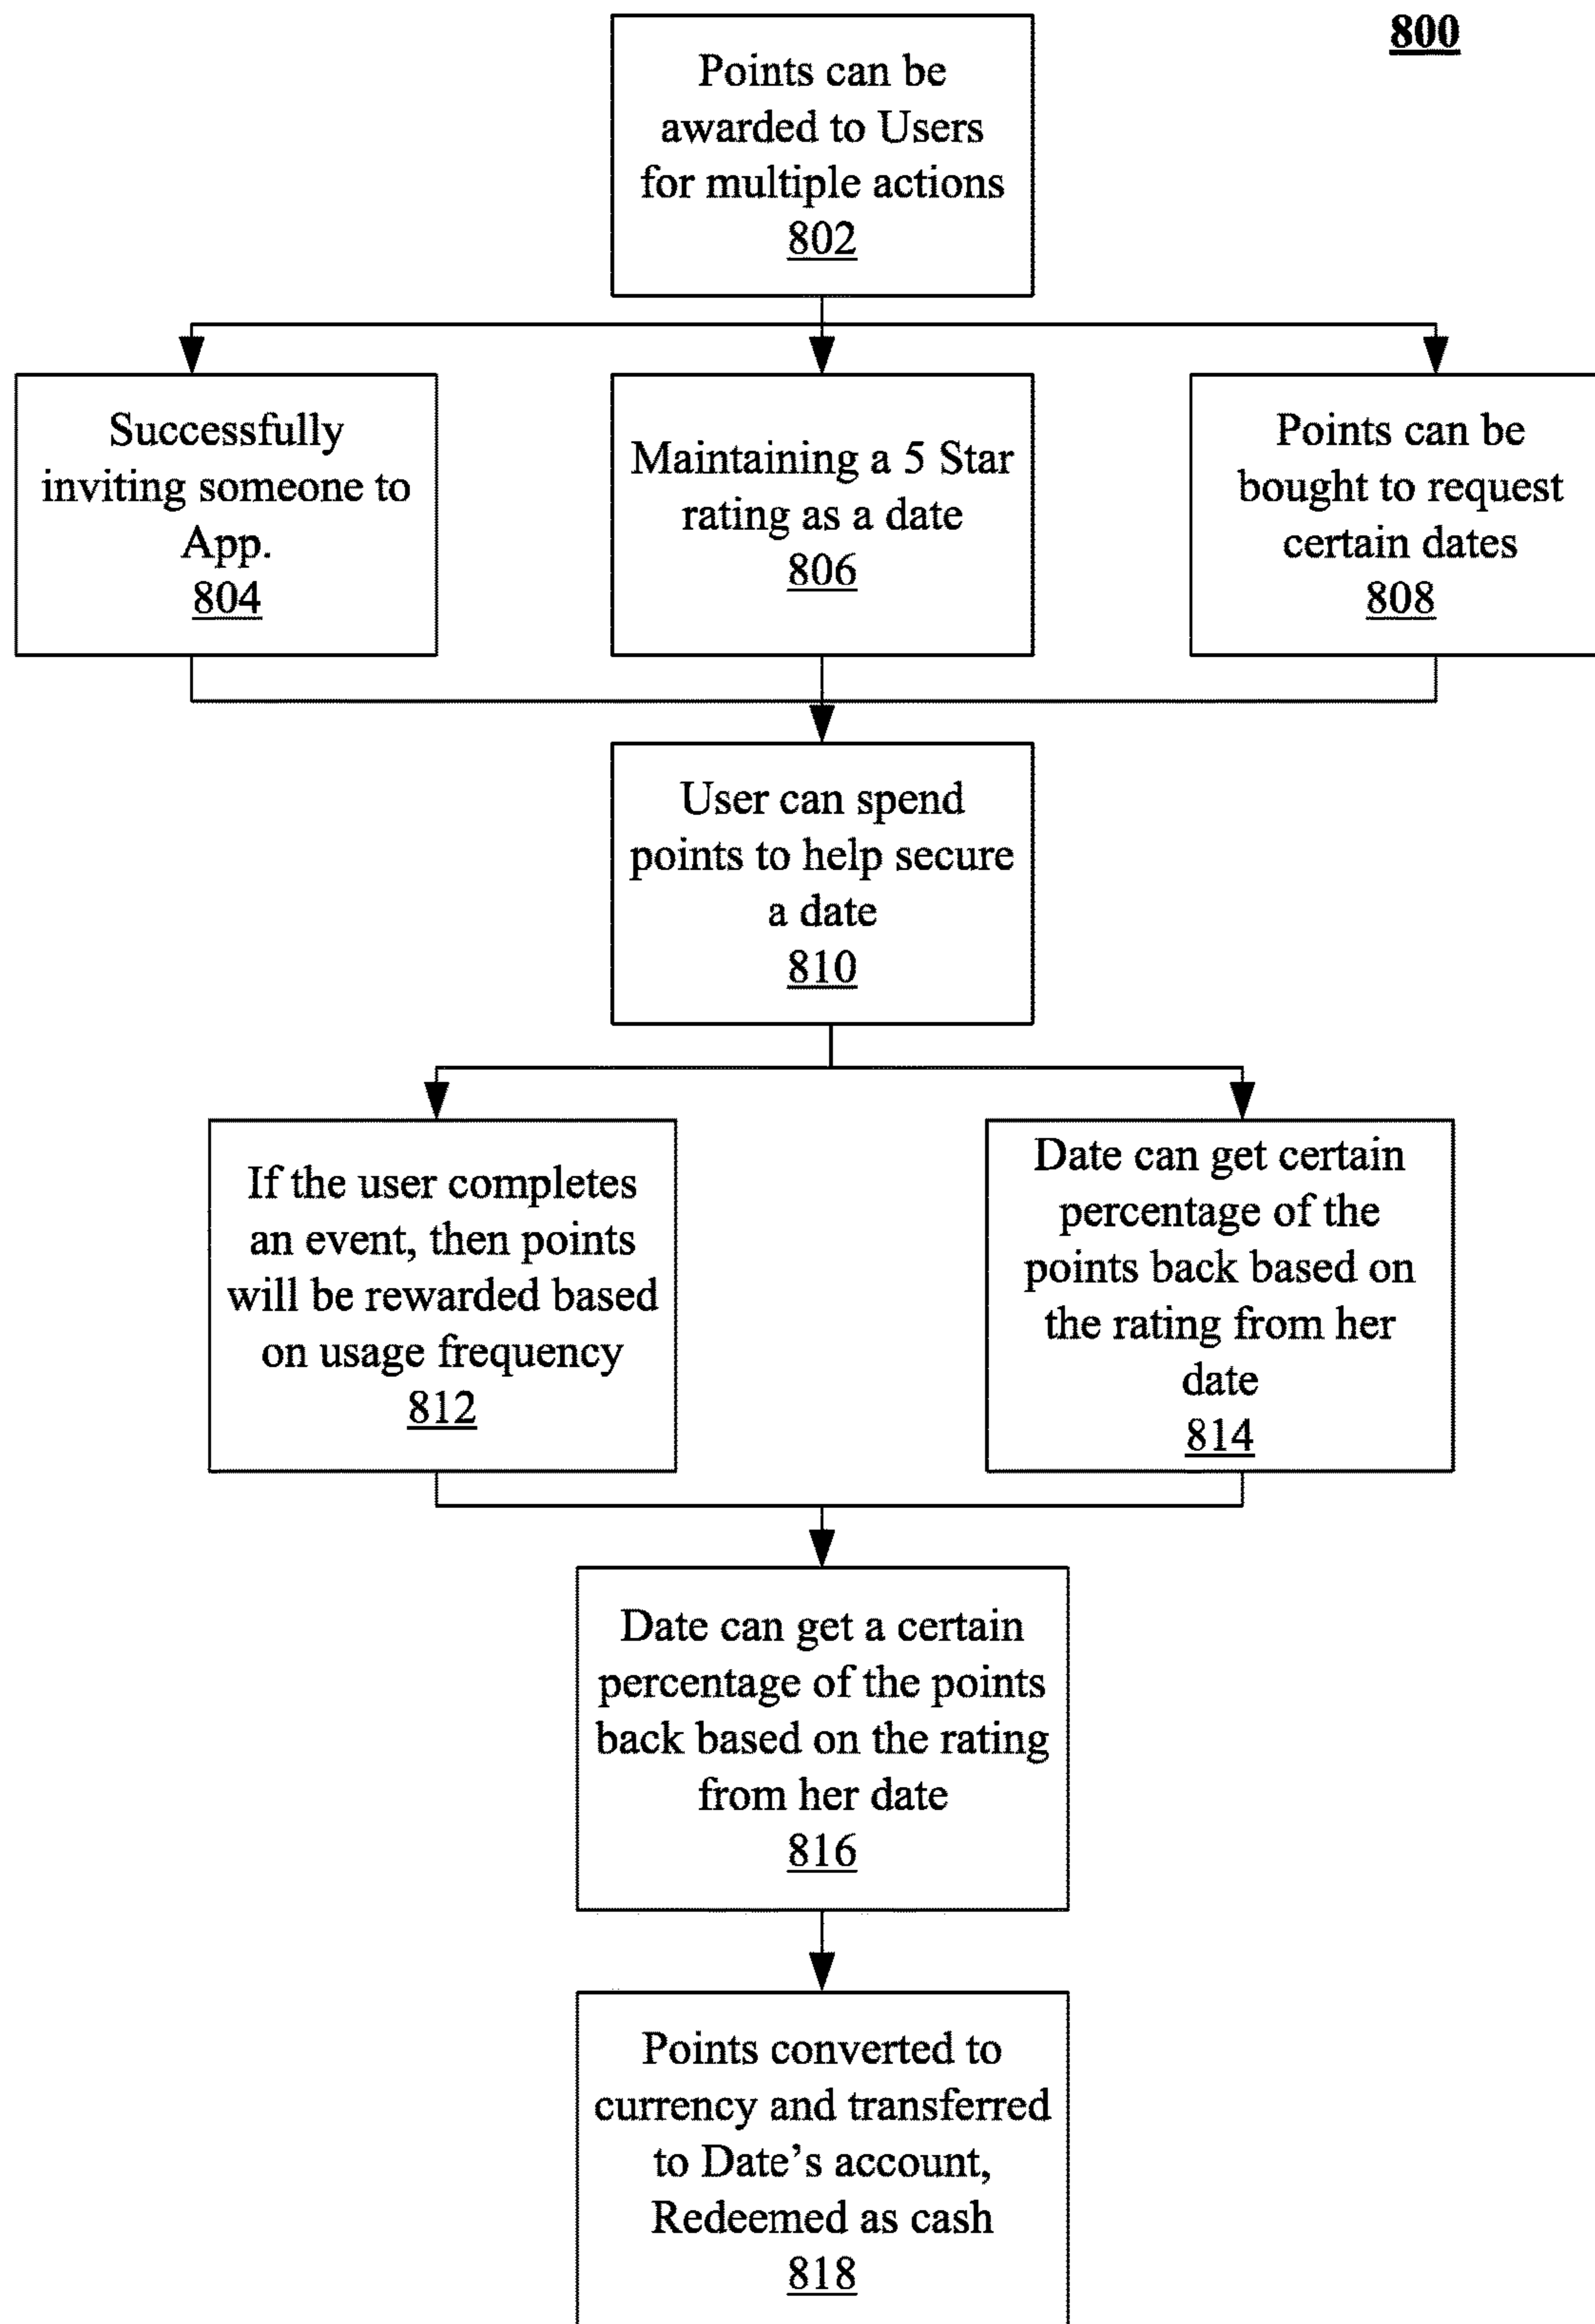 800
Points can be
awarded to Users
for multiple actions
802
Successfully
inviting someone to
App.
804
Maintaining a 5 Star
rating as a date
806
Points can be
bought to request
certain dates
808
User can spend
points to help secure
a date
810
If the user completes
an event, then points
will be rewarded based
on usage frequency
812
Date can get certain
percentage of the
points back based on
the rating from her
date
814
Date can get a certain
percentage of the points
back based on the rating
from her date
816
Points converted to
currency and transferred
to Date's account,
Redeemed as cash
818